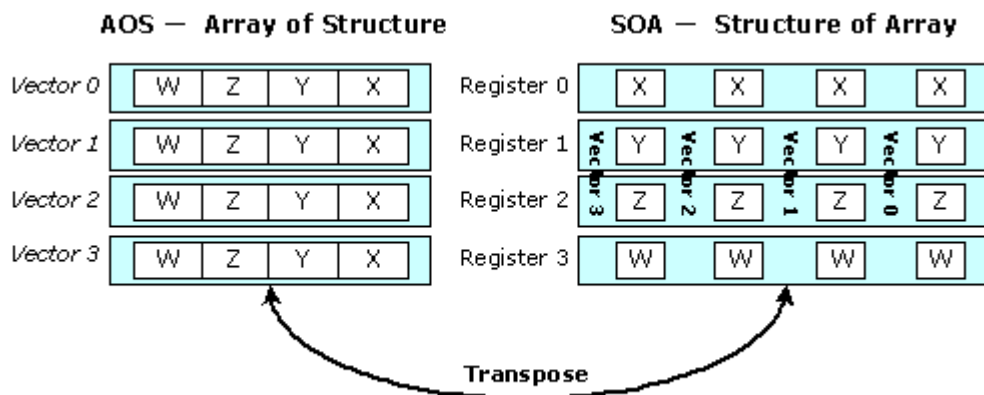 AOS — Array of Structure
SOA — Structure of Array
Vector 0 W Z Y X
Vector 1 W Z Y X
Vector 2 W Z Y X
Vector 3 W Z Y X
Register 0 X X X X
Register 1 Y Y Y Y
Register 2 Z Z Z Z
Register 3 W W W W
Vector 3
Vector 2
Vector 1
Vector 0
Transpose